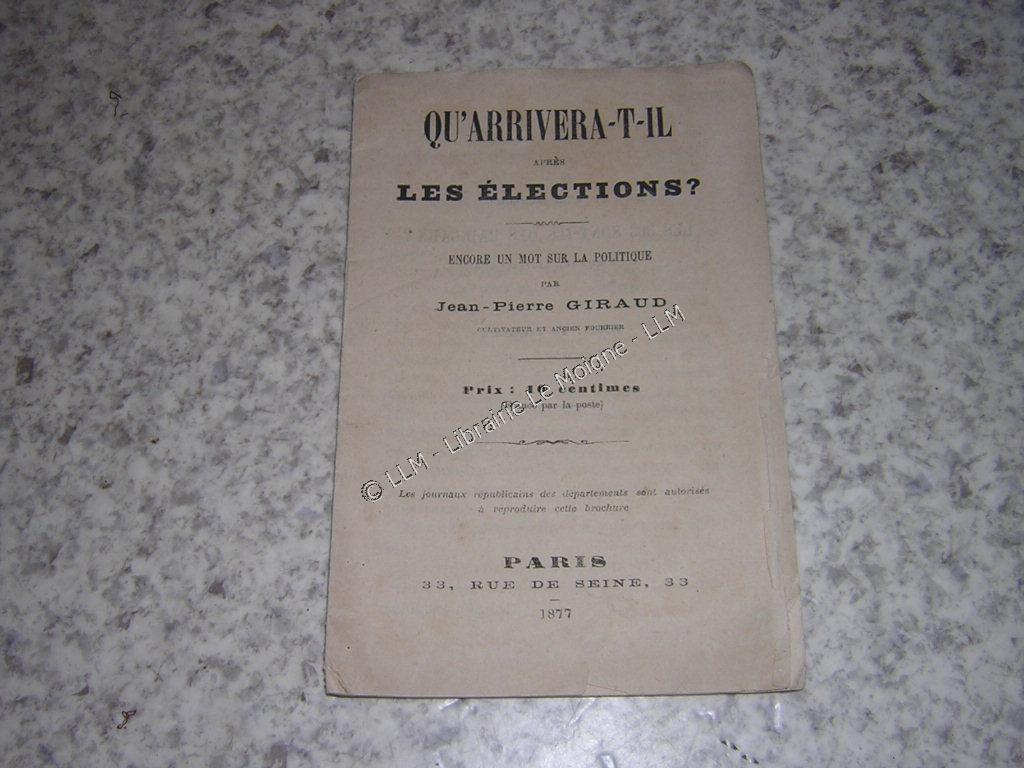 QU'ARRIVERA-T-IL
APRÈS
LES ÉLECTIONS?
ENCORE UN MOT SUR LA POLITIQUE
PAR
Jean-Pierre GIRAUD
CULTIVATEUR ET ANCIEN FOURRIER
Prix : 10 centimes
par la poste)
© LLM - Librairie Le Moigne - LLM
Les journaux républicains des départements sont autorisés
à reproduire cette brochure
PARIS
33, RUE DE SEINE, 33
1877